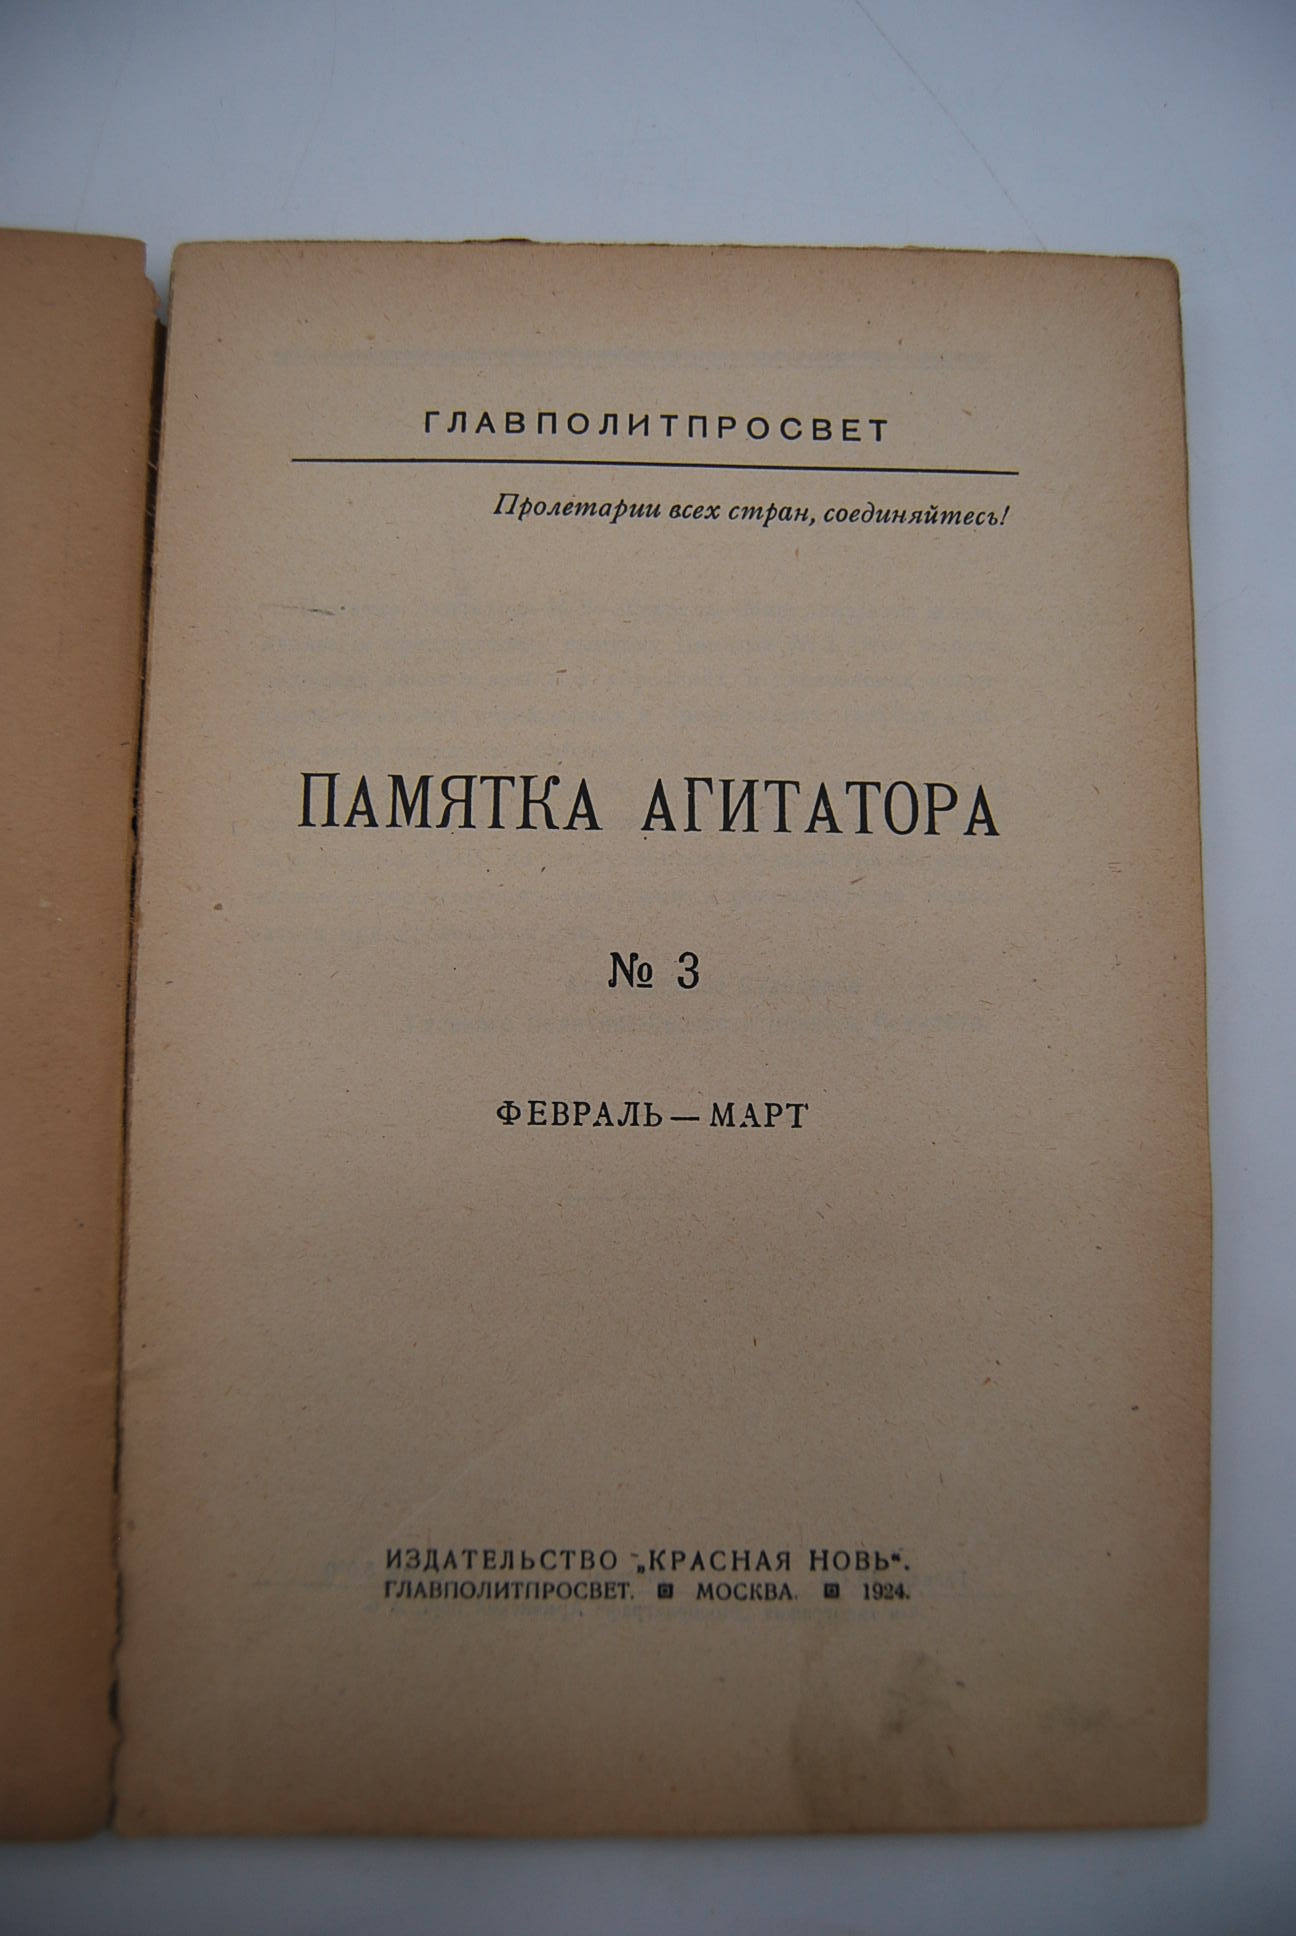 ГЛАВПОЛИТПРОСВЕТ
Пролетарии всех стран, соединяйтесь!
ПАМЯТКА АГИТАТОРА
№ 3
ФЕВРАЛЬ — МАРТ
ИЗДАТЕЛЬСТВО „КРАСНАЯ НОВЬ“.
ГЛАВПОЛИТПРОСВЕТ. МОСКВА. 1924.